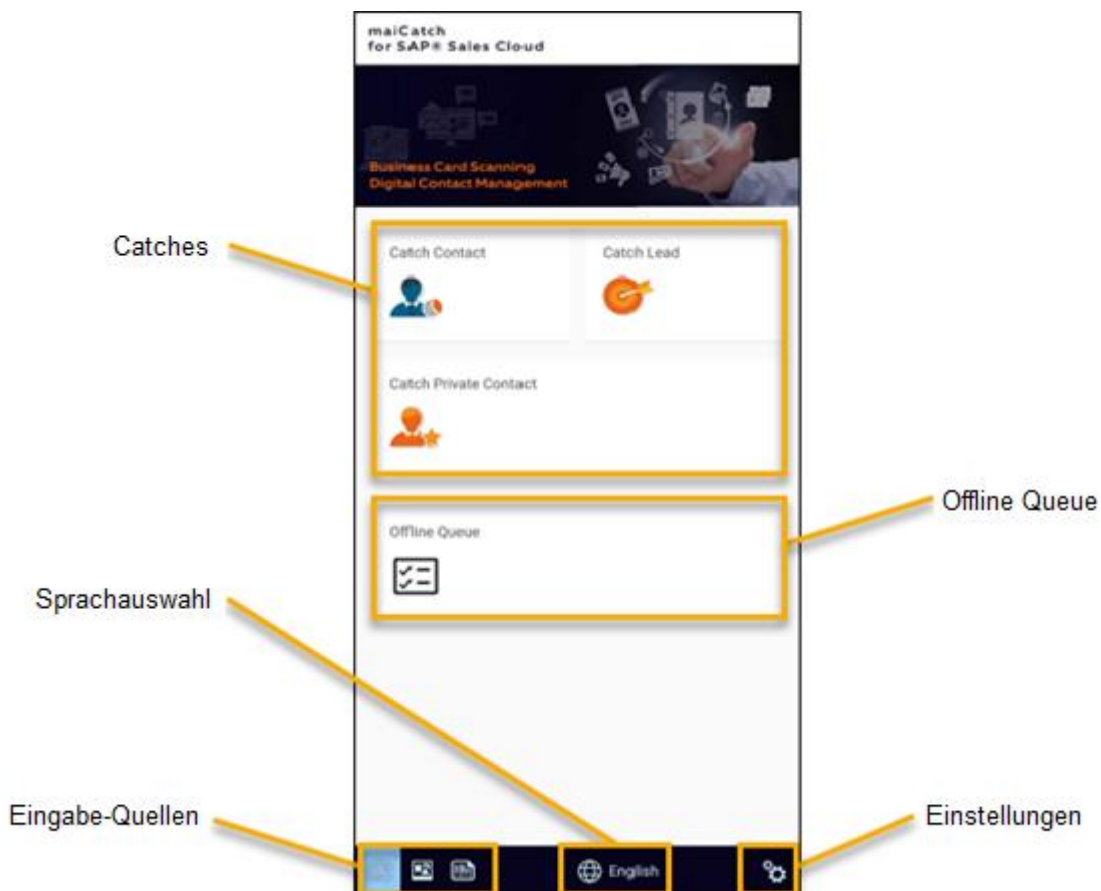 maiCatch
for SAP® Sales Cloud
Business Card Scanning
Digital Contact Management
Catches
Catch Contact
Catch Lead
Catch Private Contact
Offline Queue
Offline Queue
Sprachauswahl
Eingabe-Quellen
English
Einstellungen